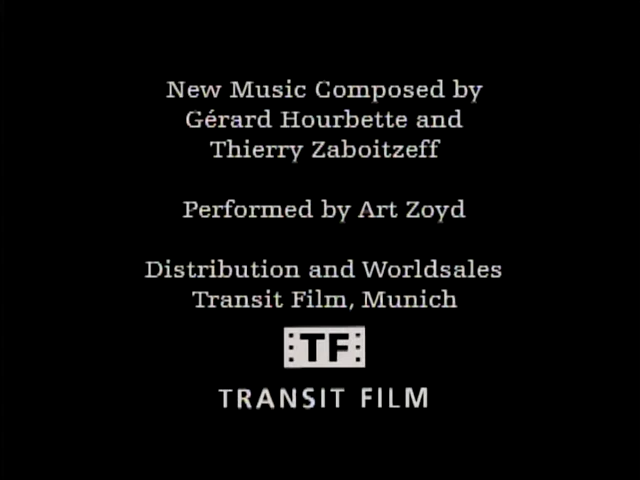 New Music Composed by
Gérard Hourbette and
Thierry Zaboitzeff
Performed by Art Zoyd
Distribution and Worldsales
Transit Film, Munich
TF
TRANSIT FILM